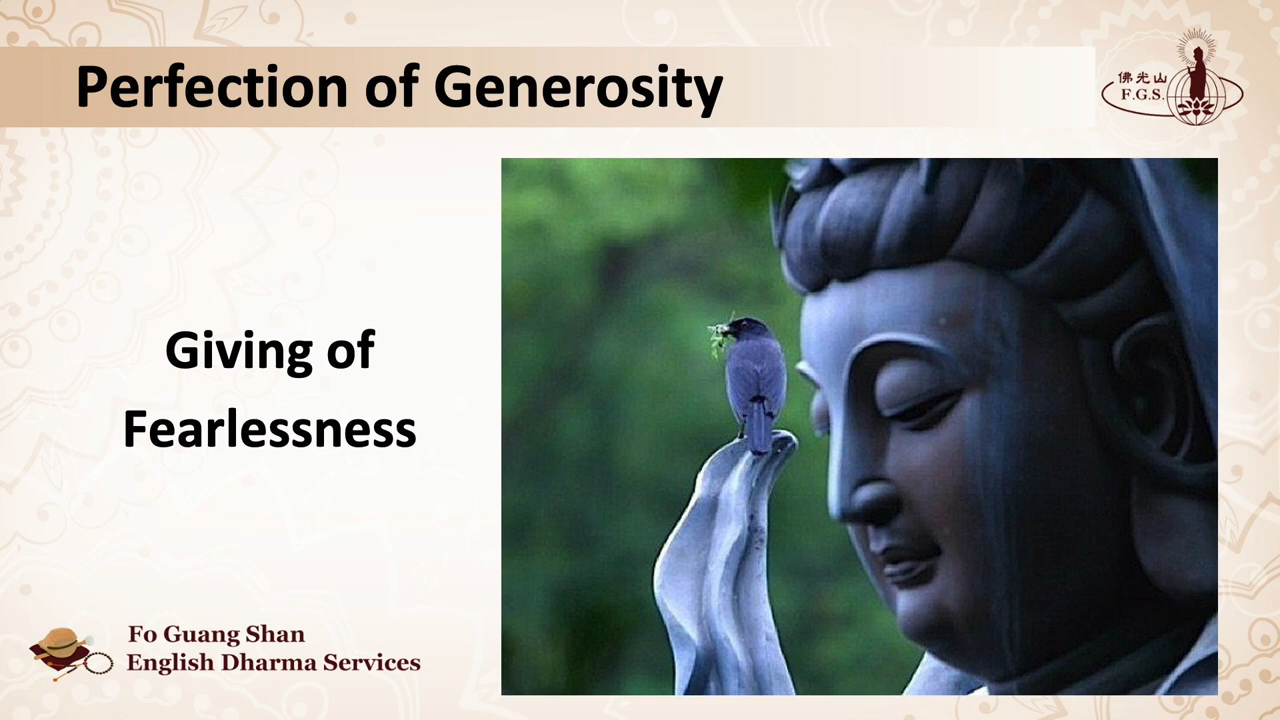 Perfection of Generosity
佛光山
F.G.S.
Giving of
Fearlessness
Fo Guang Shan
English Dharma Services